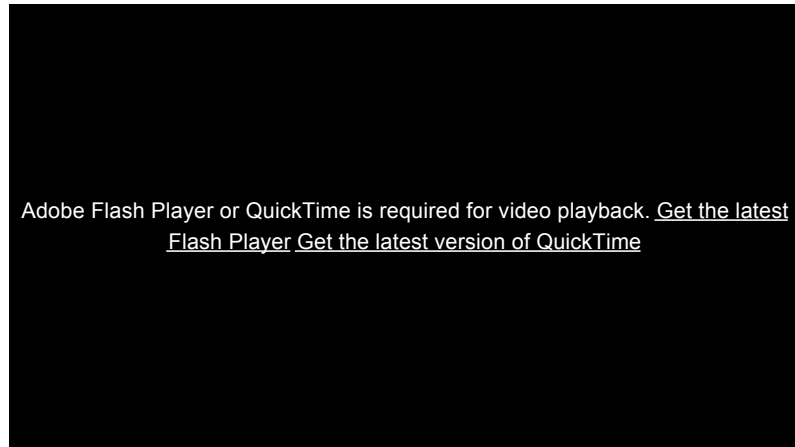 Adobe Flash Player or QuickTime is required for video playback. Get the latest
Flash Player Get the latest version of QuickTime